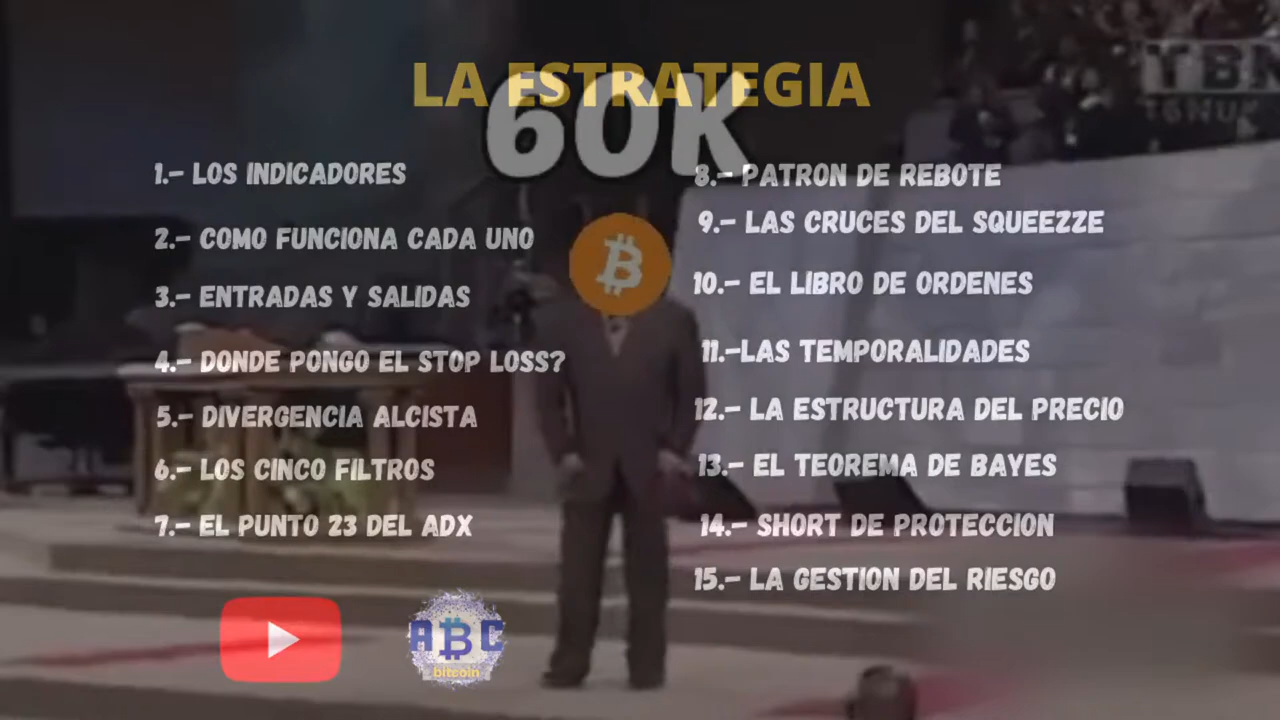 LA ESTRATEGIA
60K
TBN
TBNUK
1.- LOS INDICADORES
2.- COMO FUNCIONA CADA UNO
3.- ENTRADAS Y SALIDAS
4.- DONDE PONGO EL STOP LOSS?
5.- DIVERGENCIA ALCISTA
6.- LOS CINCO FILTROS
7.- EL PUNTO 23 DEL ADX
8.- PATRON DE REBOTE
9.- LAS CRUCES DEL SQUEEZZE
10.- EL LIBRO DE ORDENES
11.-LAS TEMPORALIDADES
12.- LA ESTRUCTURA DEL PRECIO
13.- EL TEOREMA DE BAYES
14.- SHORT DE PROTECCION
15.- LA GESTION DEL RIESGO
ABC
bitcoin